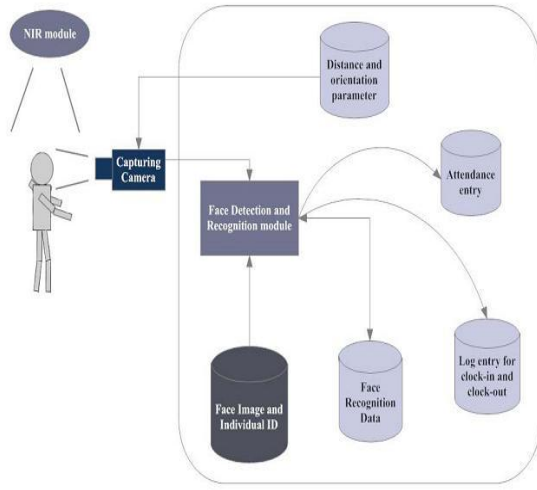 NIR module
Distance and
orientation
parameter
Capturing
Camera
Attendance
entry
Face Detection and
Recognition module
Log entry for
clock-in and
clock-out
Face Image and
Individual ID
Face
Recognition
Data